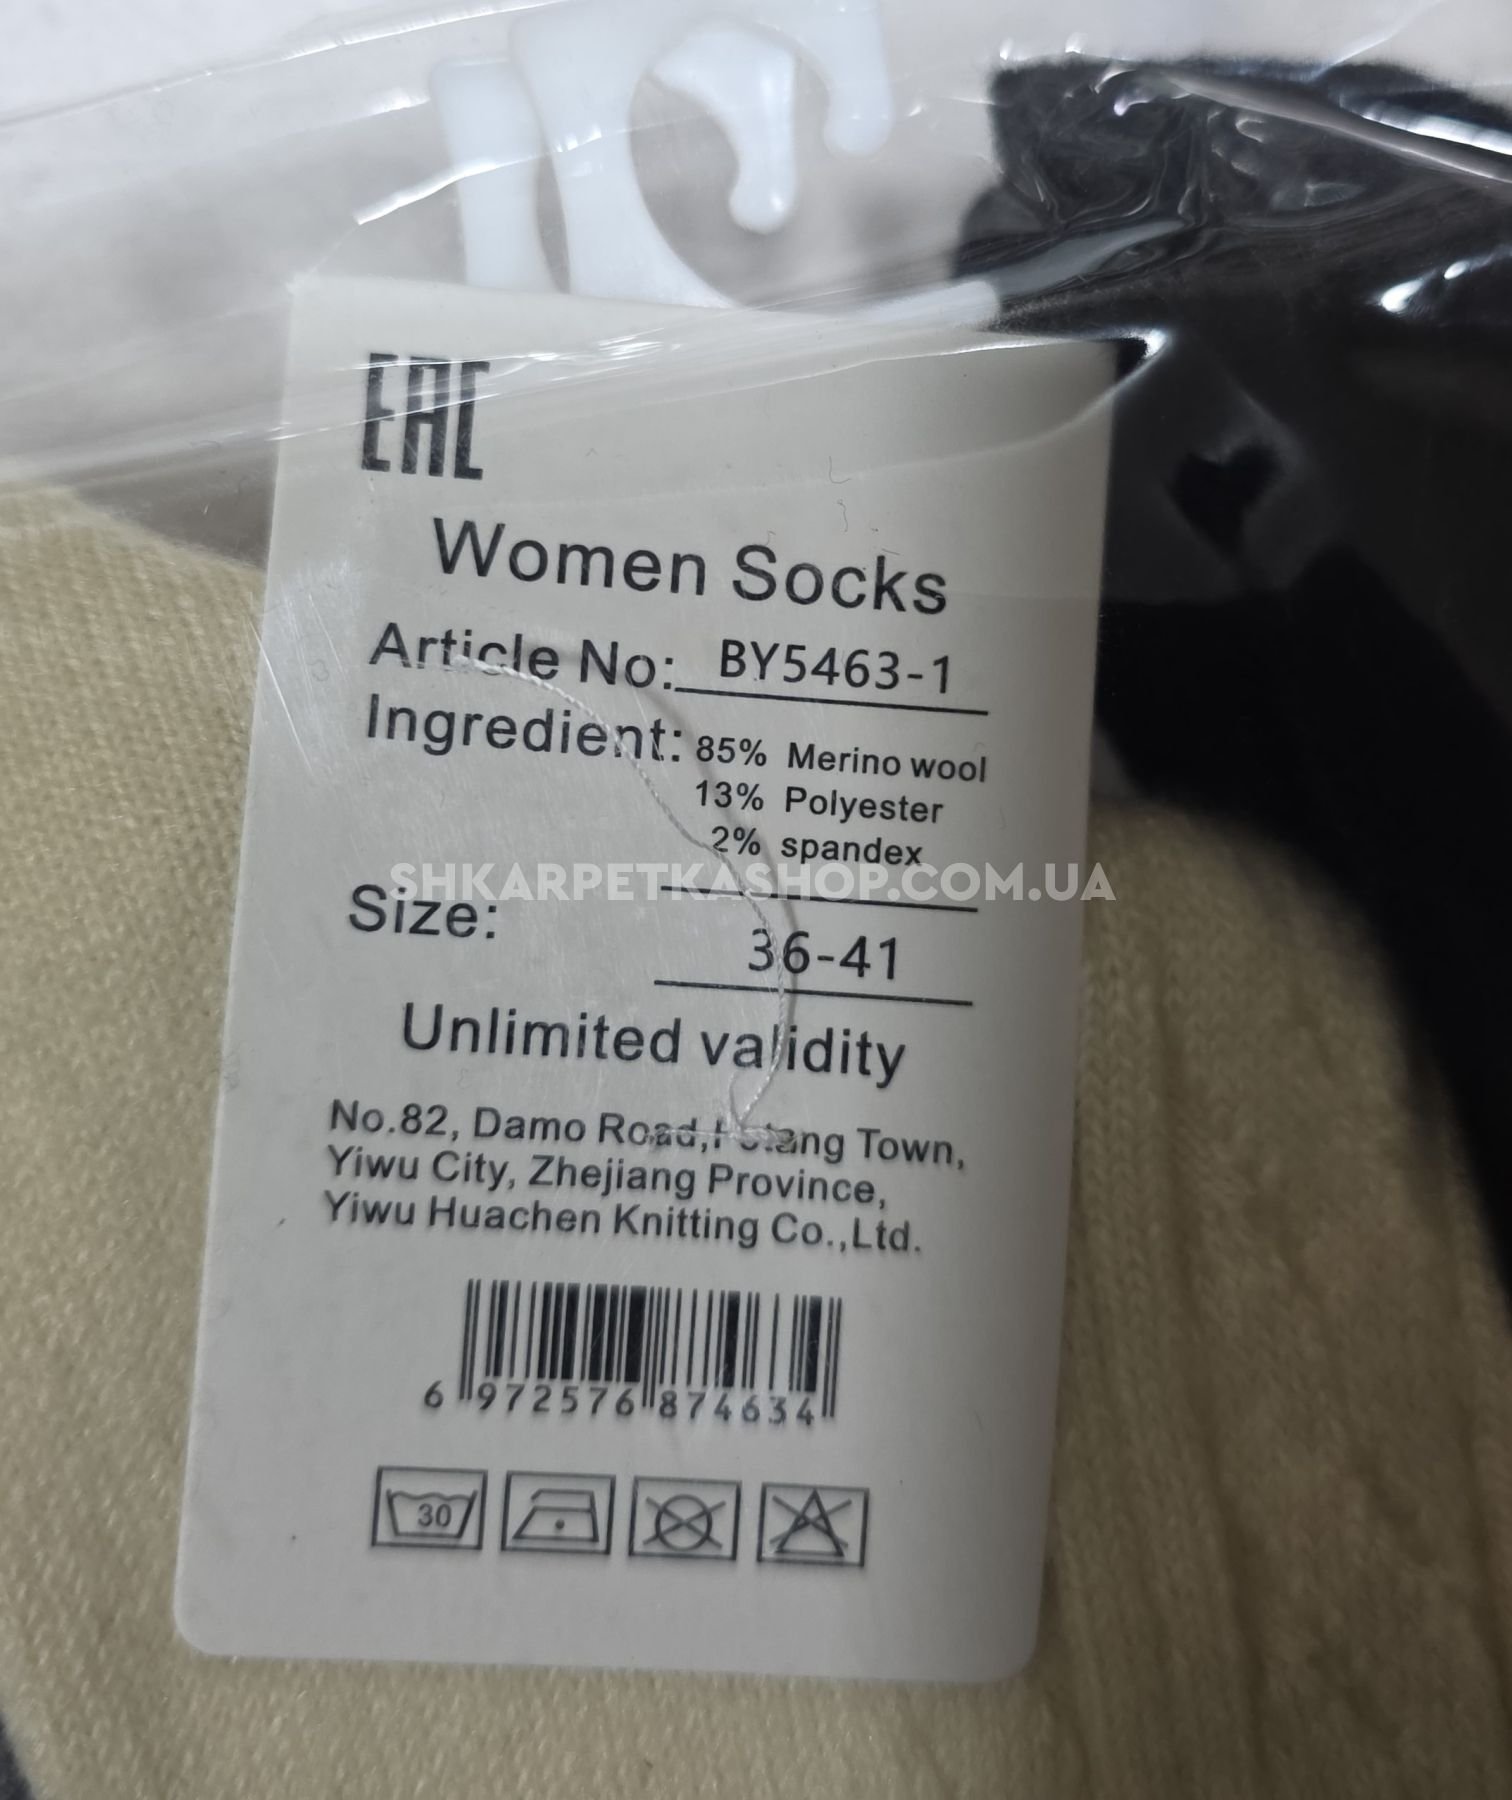 EAC
Women Socks
Article No: BY5463-1
Ingredient: 85% Merino wool
13% Polyester
2% spandex
SHKARPETKASHOP.COM.UA
Size: 36-41
Unlimited validity
No.82, Damo Road, Town,
Yiwu City, Zhejiang Province,
Yiwu Huachen Knitting Co.,Ltd.
6 972576 874634
30